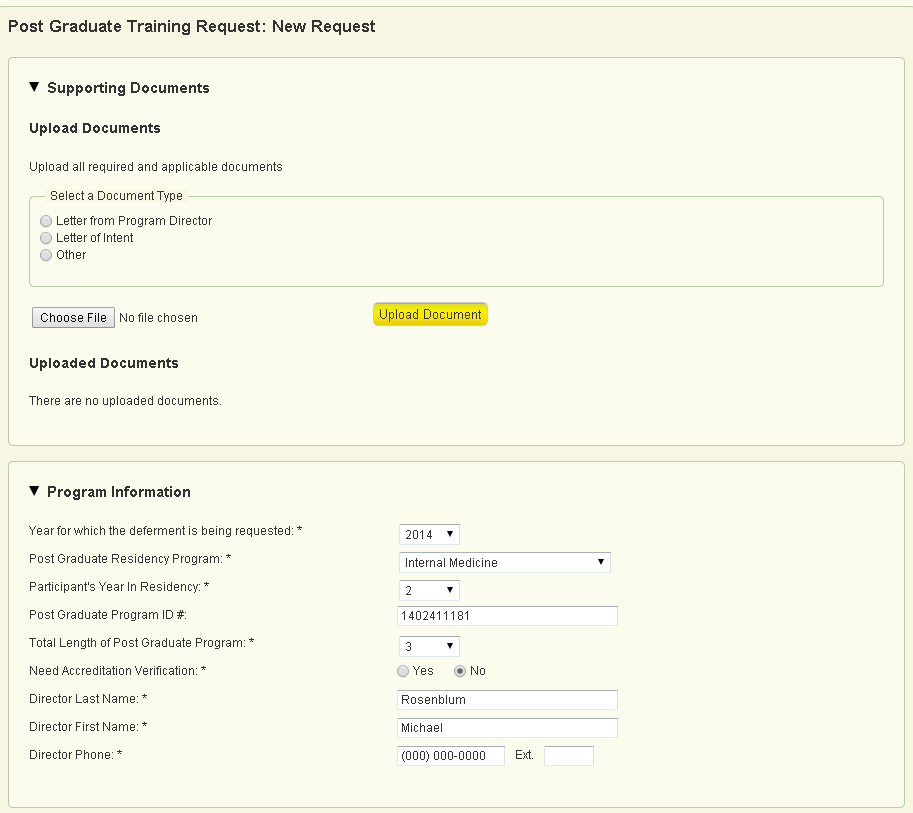 Post Graduate Training Request: New Request
▼ Supporting Documents
Upload Documents
Upload all required and applicable documents
Select a Document Type
Letter from Program Director
Letter of Intent
Other
Choose File No file chosen Upload Document
Uploaded Documents
There are no uploaded documents.
▼ Program Information
Year for which the deferment is being requested: * 2014 ▼
Post Graduate Residency Program: * Internal Medicine ▼
Participant's Year In Residency: * 2 ▼
Post Graduate Program ID #: 1402411181
Total Length of Post Graduate Program: * 3 ▼
Need Accreditation Verification: * Yes No
Director Last Name: * Rosenblum
Director First Name: * Michael
Director Phone: * (000) 000-0000 Ext.